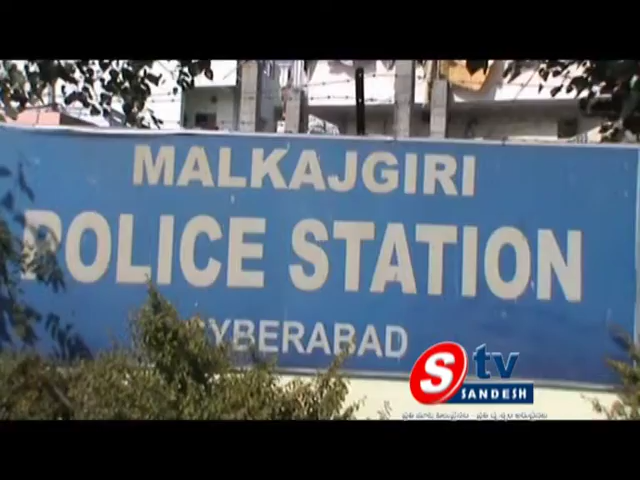 MALKAJGIRI
POLICE STATION
CYBERABAD
S tv
SANDESH